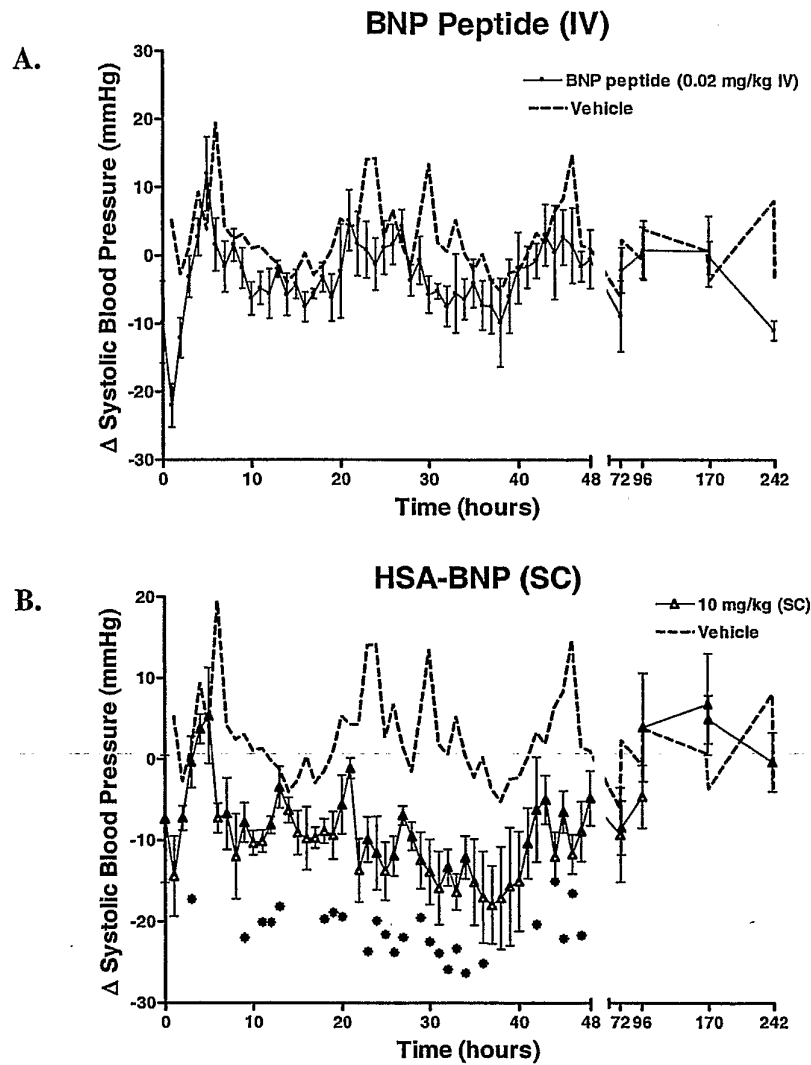 BNP Peptide (IV)
A.
30
20
10
0
-10
-20
-30
Δ Systolic Blood Pressure (mmHg)
BNP peptide (0.02 mg/kg IV)
Vehicle
0 10 20 30 40 48 72 96 170 242
Time (hours)
HSA-BNP (SC)
B.
20
10
0
-10
-20
-30
Δ Systolic Blood Pressure (mmHg)
10 mg/kg (SC)
Vehicle
0 10 20 30 40 48 72 96 170 242
Time (hours)